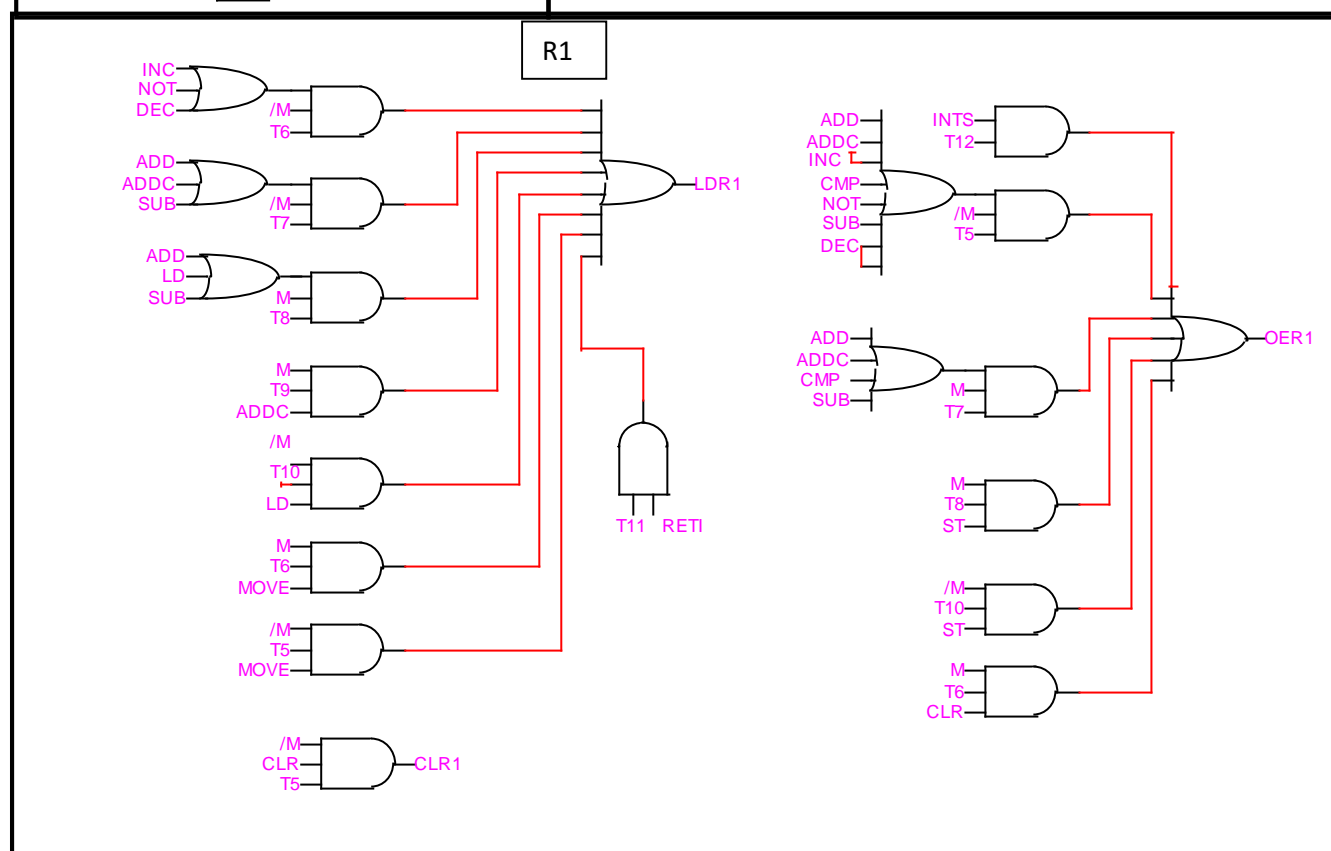 R1
INC
NOT
DEC
/M
T6
ADD
ADDC
SUB
/M
T7
ADD
LD
SUB
M
T8
M
T9
ADDC
/M
T10
LD
M
T6
MOVE
/M
T5
MOVE
T11 RETI
LDR1
/M
CLR
T5
CLR1
ADD
ADDC
INC
CMP
NOT
SUB
DEC
INTS
T12
/M
T5
ADD
ADDC
CMP
SUB
M
T7
M
T8
ST
/M
T10
ST
M
T6
CLR
OER1